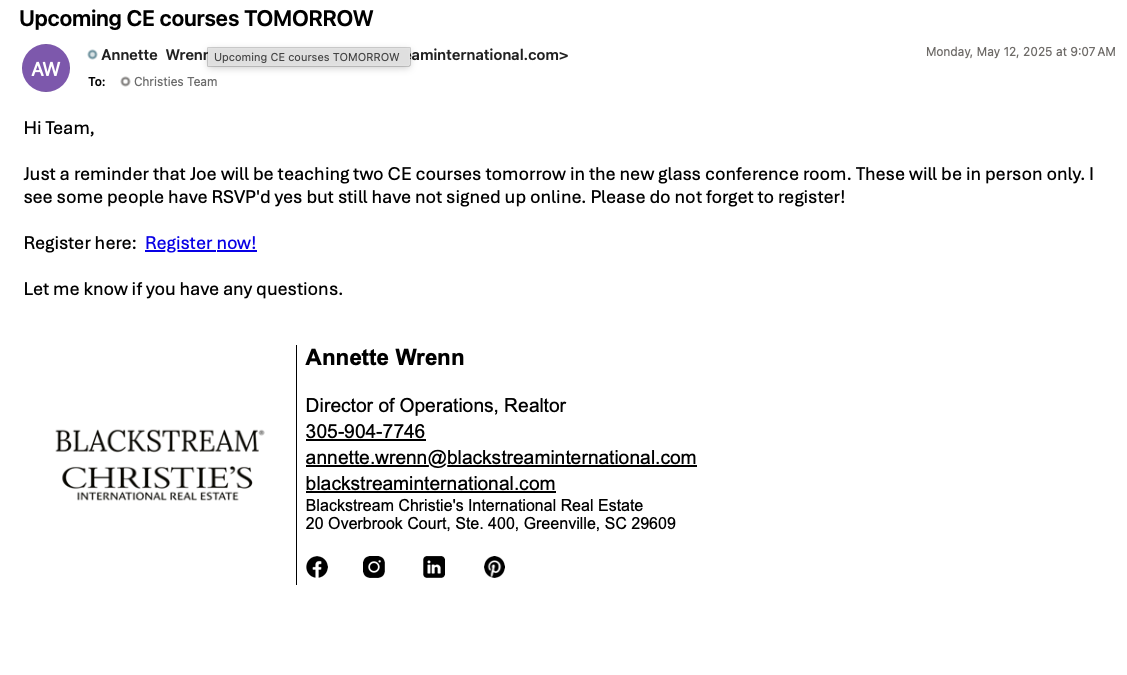 Upcoming CE courses TOMORROW
AW
Annette Wrenn
Upcoming CE courses TOMORROW
aminternational.com>
Monday, May 12, 2025 at 9:07 AM
To: Christies Team
Hi Team,
Just a reminder that Joe will be teaching two CE courses tomorrow in the new glass conference room. These will be in person only. I
see some people have RSVP'd yes but still have not signed up online. Please do not forget to register!
Register here: Register now!
Let me know if you have any questions.
BLACKSTREAM®
CHRISTIE'S
INTERNATIONAL REAL ESTATE
Annette Wrenn
Director of Operations, Realtor
305-904-7746
annette.wrenn@blackstreaminternational.com
blackstreaminternational.com
Blackstream Christie's International Real Estate
20 Overbrook Court, Ste. 400, Greenville, SC 29609